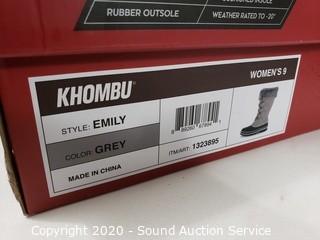 RUBBER OUTSOLE
WEATHER RATED TO -20°
KHOMBU
WOMEN'S 9
STYLE: EMILY
COLOR: GREY
MADE IN CHINA
ITM/ART: 1323895
Copyright 2020 - Sound Auction Service